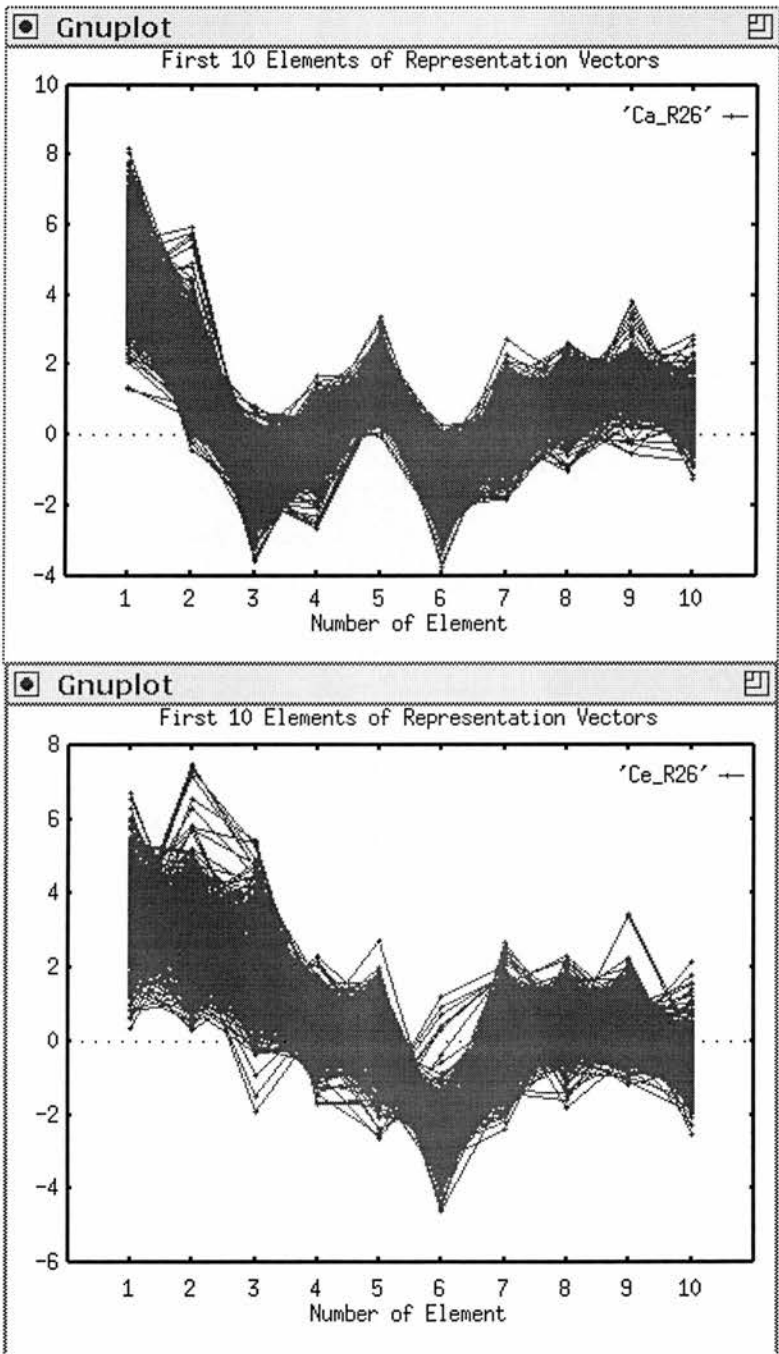 Gnuplot
First 10 Elements of Representation Vectors
'Ca_R26'
10
8
6
4
2
0
-2
-4
1 2 3 4 5 6 7 8 9 10
Number of Element
Gnuplot
First 10 Elements of Representation Vectors
'Ce_R26'
8
6
4
2
0
-2
-4
-6
1 2 3 4 5 6 7 8 9 10
Number of Element